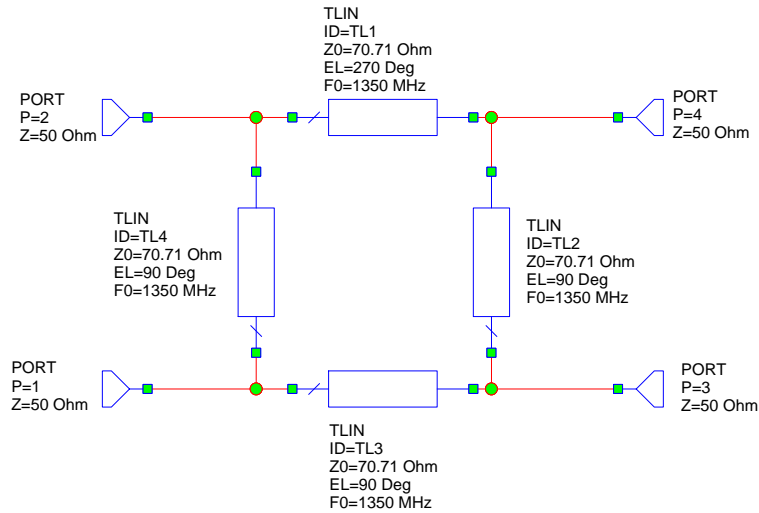 TLIN
ID=TL1
Z0=70.71 Ohm
EL=270 Deg
F0=1350 MHz
PORT
P=2
Z=50 Ohm
PORT
P=4
Z=50 Ohm
TLIN
ID=TL4
Z0=70.71 Ohm
EL=90 Deg
F0=1350 MHz
TLIN
ID=TL2
Z0=70.71 Ohm
EL=90 Deg
F0=1350 MHz
PORT
P=1
Z=50 Ohm
PORT
P=3
Z=50 Ohm
TLIN
ID=TL3
Z0=70.71 Ohm
EL=90 Deg
F0=1350 MHz